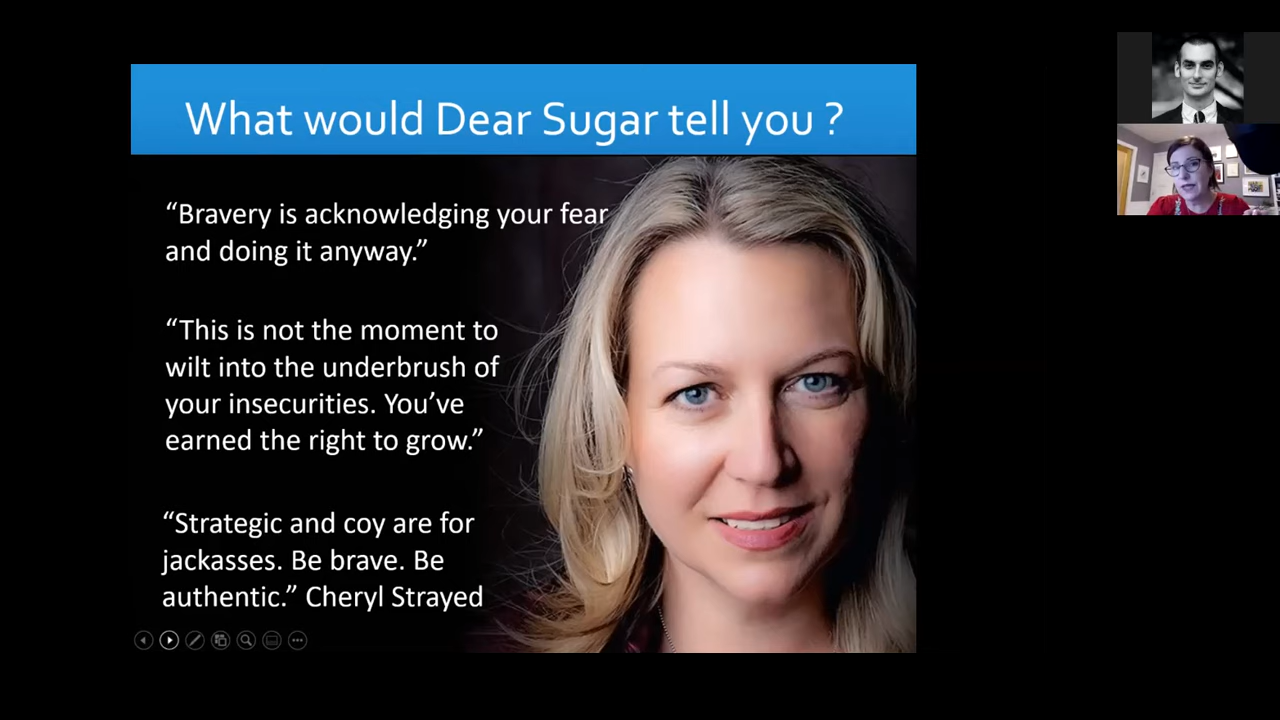 What would Dear Sugar tell you ?
“Bravery is acknowledging your fear
and doing it anyway.”
“This is not the moment to
wilt into the underbrush of
your insecurities. You’ve
earned the right to grow.”
“Strategic and coy are for
jackasses. Be brave. Be
authentic.” Cheryl Strayed